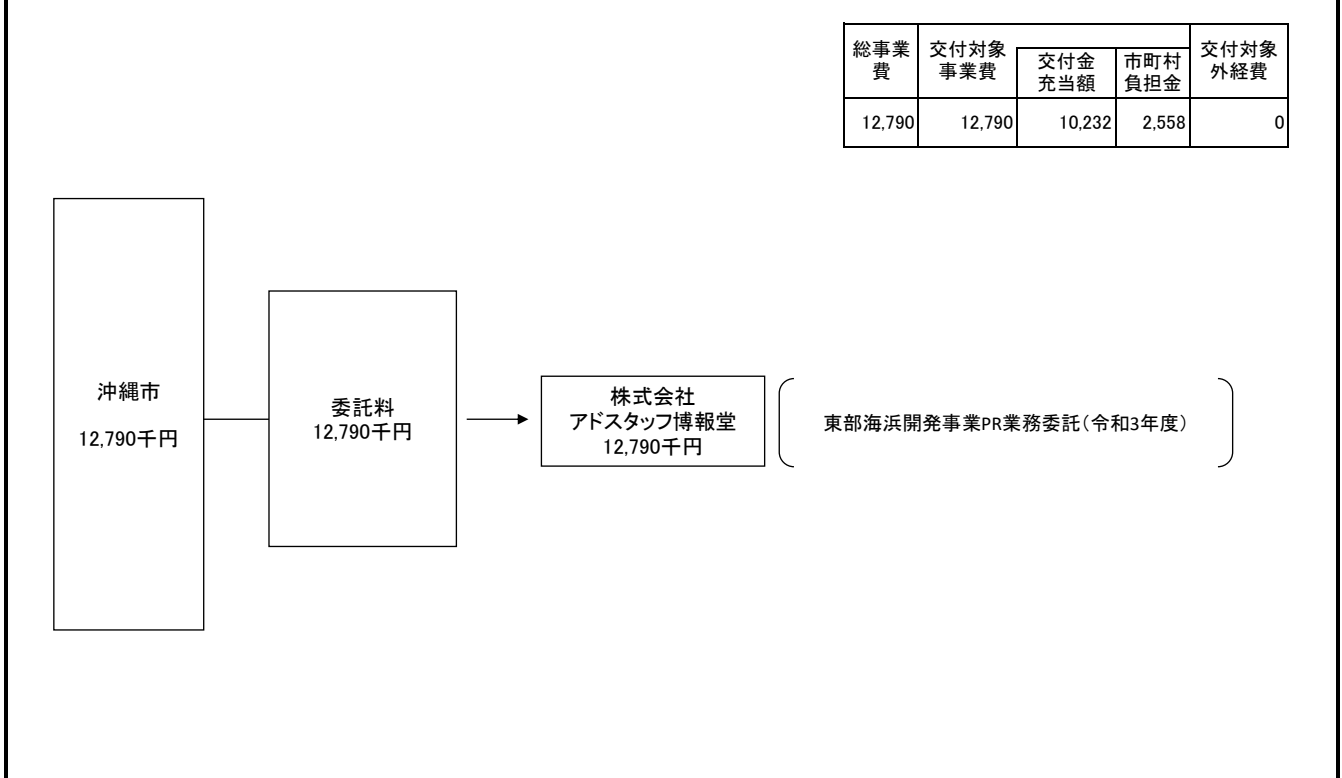 総事業費
交付対象事業費
交付金充当額
市町村負担金
交付対象外経費
12,790 12,790 10,232 2,558 0
沖縄市
12,790千円
委託料
12,790千円
株式会社
アドスタッフ博報堂
12,790千円
東部海浜開発事業PR業務委託(令和3年度)